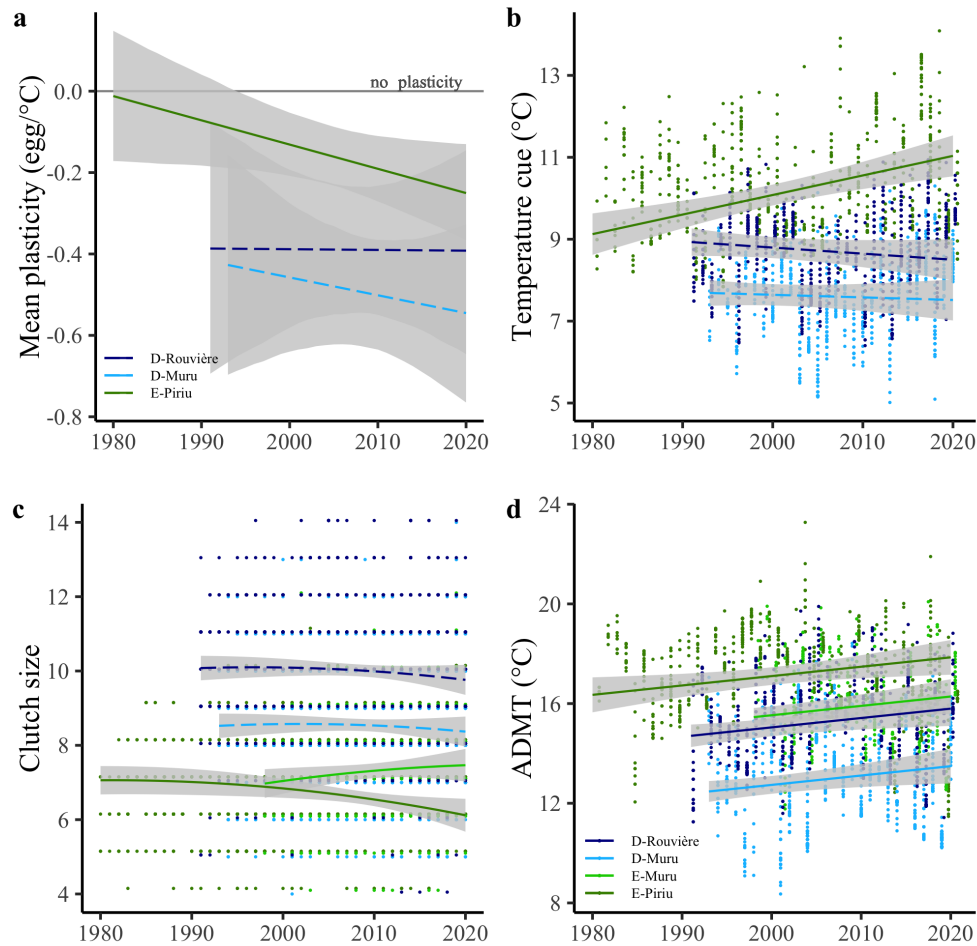 a
Mean plasticity (egg/°C)
0.0
-0.2
-0.4
-0.6
-0.8
no plasticity
D-Rouvière
D-Muru
E-Piriu
1980 1990 2000 2010 2020
b
Temperature cue (°C)
13
11
9
7
5
1980 1990 2000 2010 2020
c
Clutch size
14
12
10
8
6
4
1980 1990 2000 2010 2020
d
ADMT (°C)
24
20
16
12
8
D-Rouvière
D-Muru
E-Muru
E-Piriu
1980 1990 2000 2010 2020